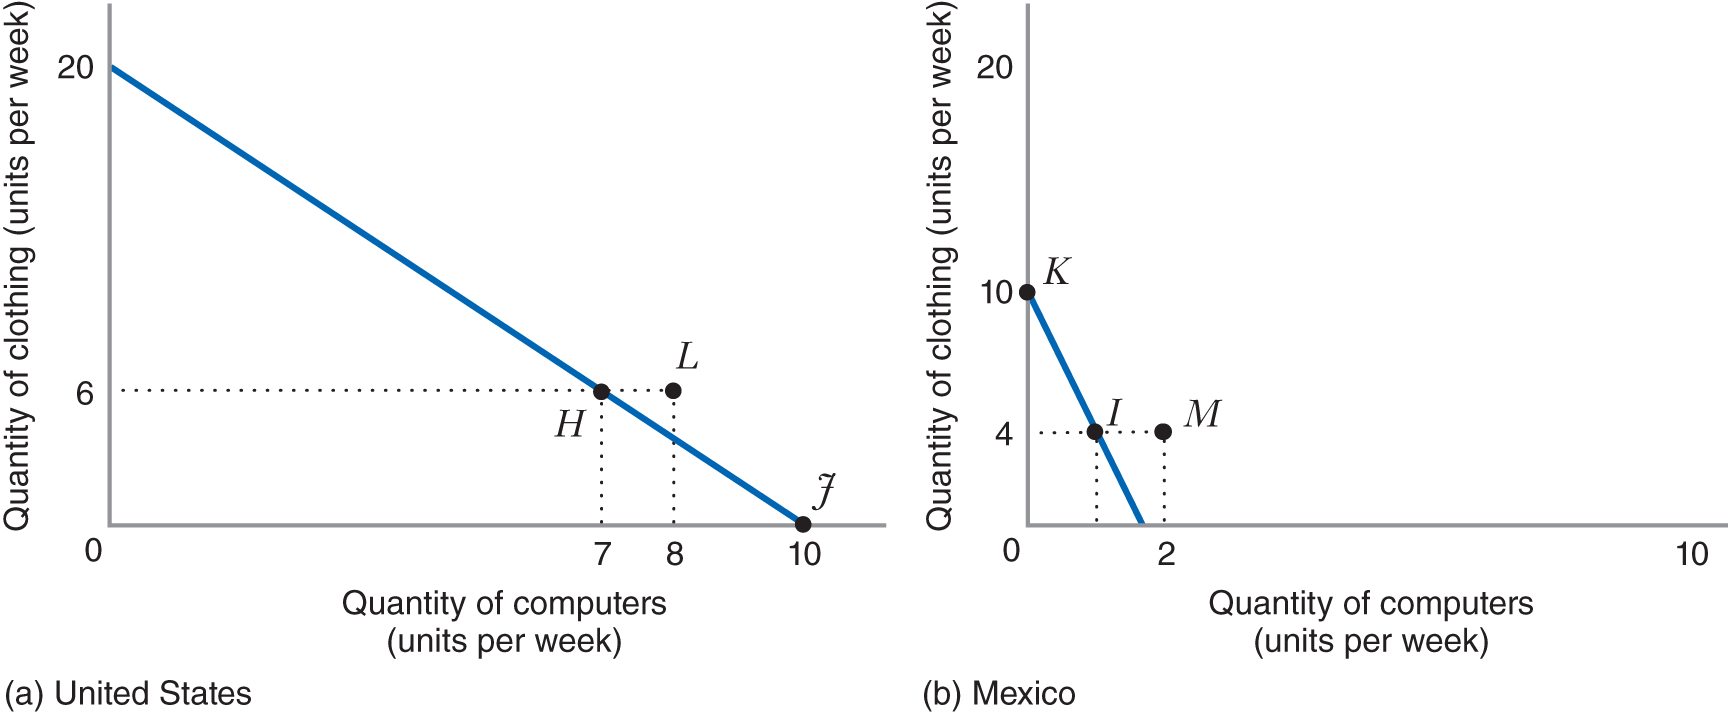 Quantity of clothing (units per week)
20
6
0
H
L
J
7
8
10
Quantity of computers
(units per week)
(a) United States
Quantity of clothing (units per week)
20
10
4
0
K
I
M
2
10
Quantity of computers
(units per week)
(b) Mexico